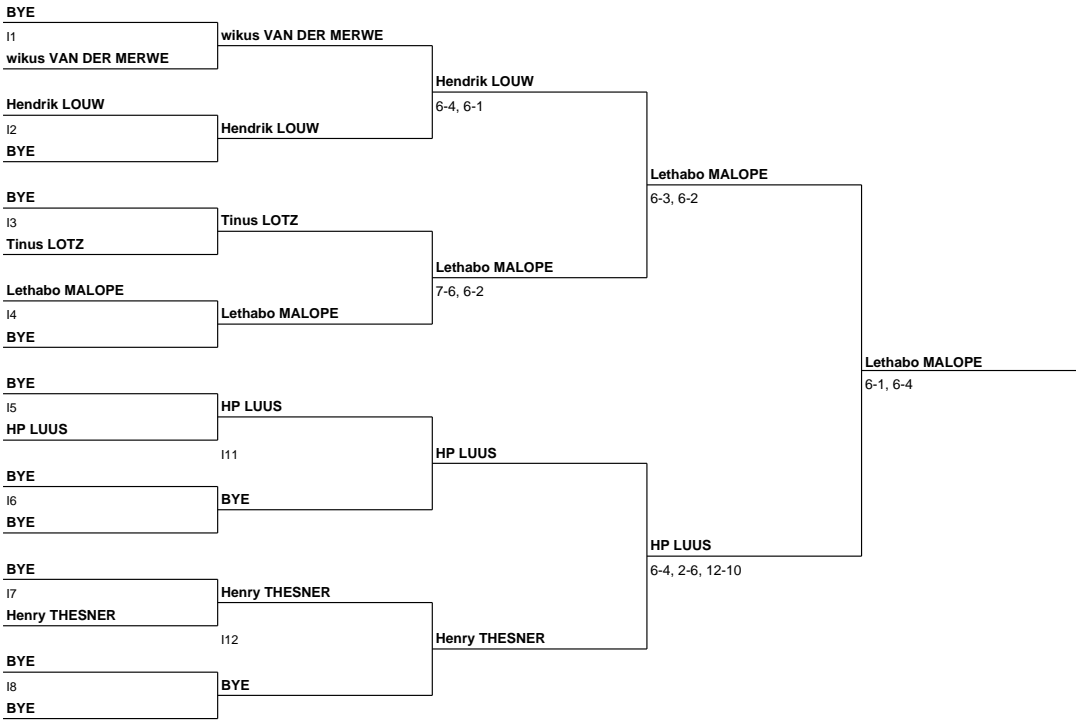 BYE
I1
wikus VAN DER MERWE
Hendrik LOUW
I2
BYE
BYE
I3
Tinus LOTZ
Lethabo MALOPE
I4
BYE
BYE
I5
HP LUUS
BYE
I6
BYE
BYE
I7
Henry THESNER
BYE
I8
BYE
wikus VAN DER MERWE
Hendrik LOUW
Tinus LOTZ
Lethabo MALOPE
HP LUUS
I11
BYE
Henry THESNER
I12
BYE
Hendrik LOUW
6-4, 6-1
Lethabo MALOPE
7-6, 6-2
HP LUUS
Henry THESNER
Lethabo MALOPE
6-3, 6-2
HP LUUS
6-4, 2-6, 12-10
Lethabo MALOPE
6-1, 6-4